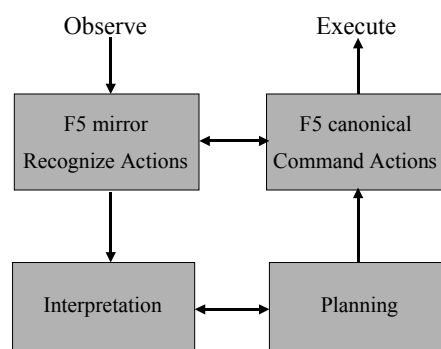 Observe
Execute
F5 mirror
Recognize Actions
F5 canonical
Command Actions
Interpretation
Planning